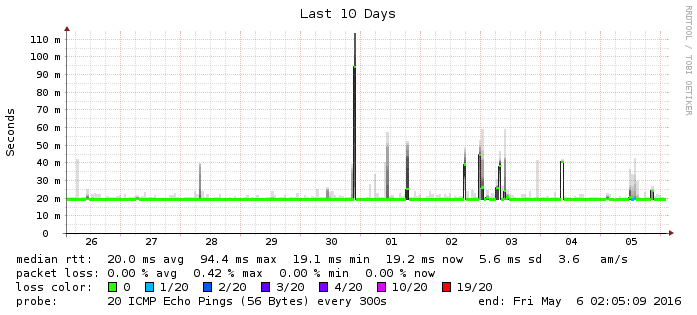 Last 10 Days
RRDTOOL / TOBI OETIKER
Seconds
110 m
100 m
90 m
80 m
70 m
60 m
50 m
40 m
30 m
20 m
10 m
0
26 27 28 29 30 01 02 03 04 05
median rtt: 20.0 ms avg 94.4 ms max 19.1 ms min 19.2 ms now 5.6 ms sd 3.6 am/s
packet loss: 0.00 % avg 0.42 % max 0.00 % min 0.00 % now
loss color: 0 1/20 2/20 3/20 4/20 10/20 19/20
probe: 20 ICMP Echo Pings (56 Bytes) every 300s end: Fri May 6 02:05:09 2016